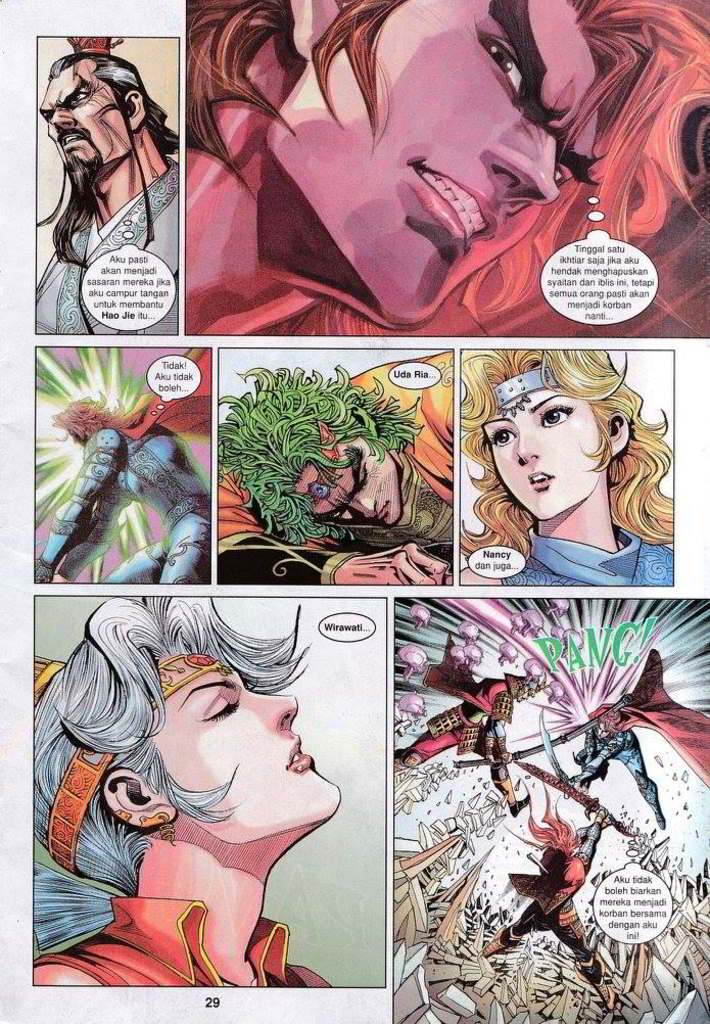 Aku pasti
akan menjadi
sasaran mereka jika
aku campur tangan
untuk membantu
Hao Jie itu...
Tinggal satu
ikhtiar saja jika aku
hendak menghapuskan
syaitan dan iblis ini, tetapi
semua orang pasti akan
menjadi korban
nanti...
Tidak!
Aku tidak
boleh...
Uda Ria...
Nancy
dan juga...
Wirawati...
PANG!
Aku tidak
boleh biarkan
mereka menjadi
korban bersama
dengan aku
ini!
29